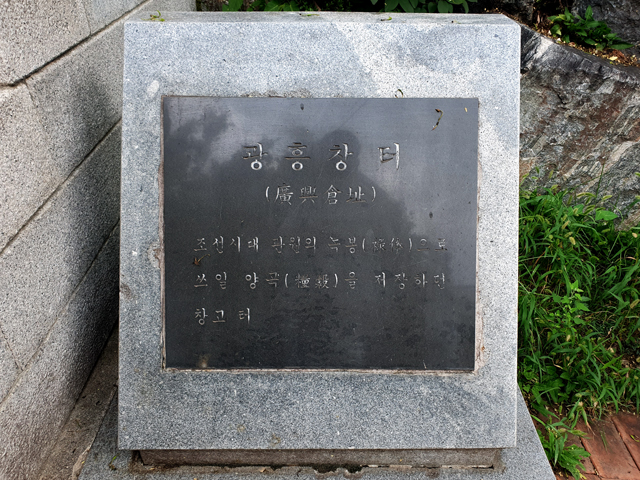 광흥창 터
(廣興倉址)
조선시대 관원의 녹봉(祿俸)으로
쓰일 양곡(糧穀)을 저장하던
창고 터